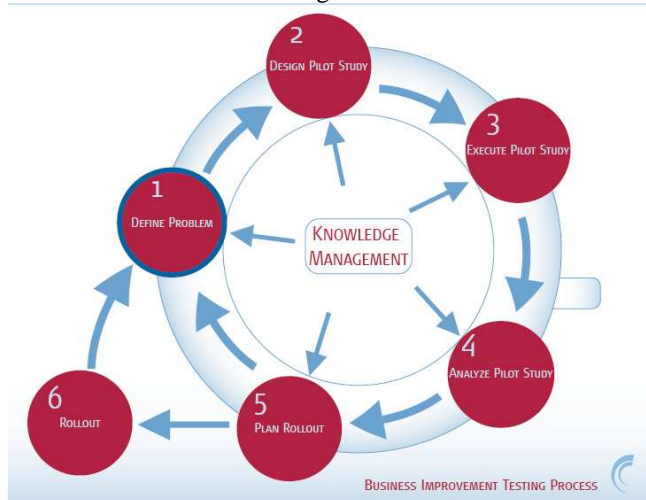 2
Design Pilot Study
3
Execute Pilot Study
1
Define Problem
Knowledge
Management
4
Analyze Pilot Study
6
Rollout
5
Plan Rollout
Business Improvement Testing Process